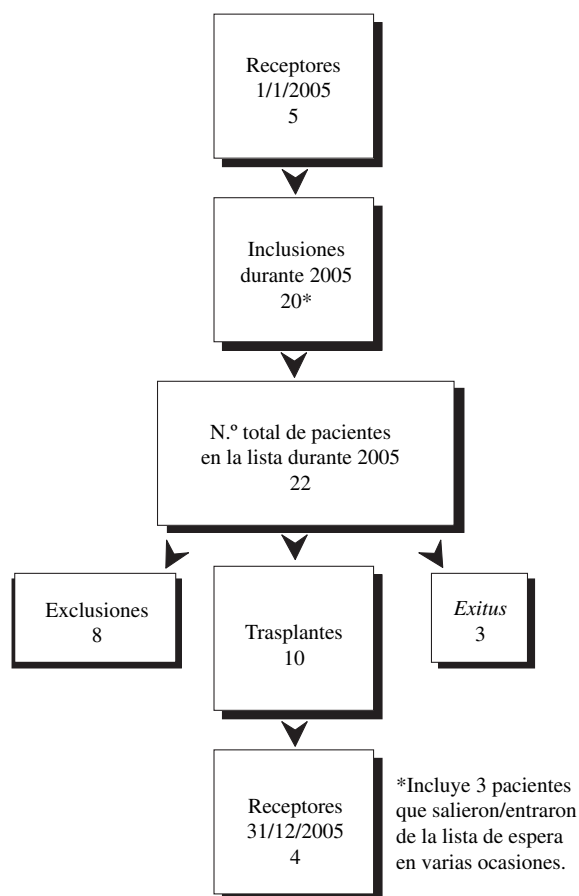 Receptores
1/1/2005
5
Inclusiones
durante 2005
20*
N.º total de pacientes
en la lista durante 2005
22
Exclusiones
8
Trasplantes
10
Exitus
3
Receptores
31/12/2005
4
*Incluye 3 pacientes
que salieron/entraron
de la lista de espera
en varias ocasiones.